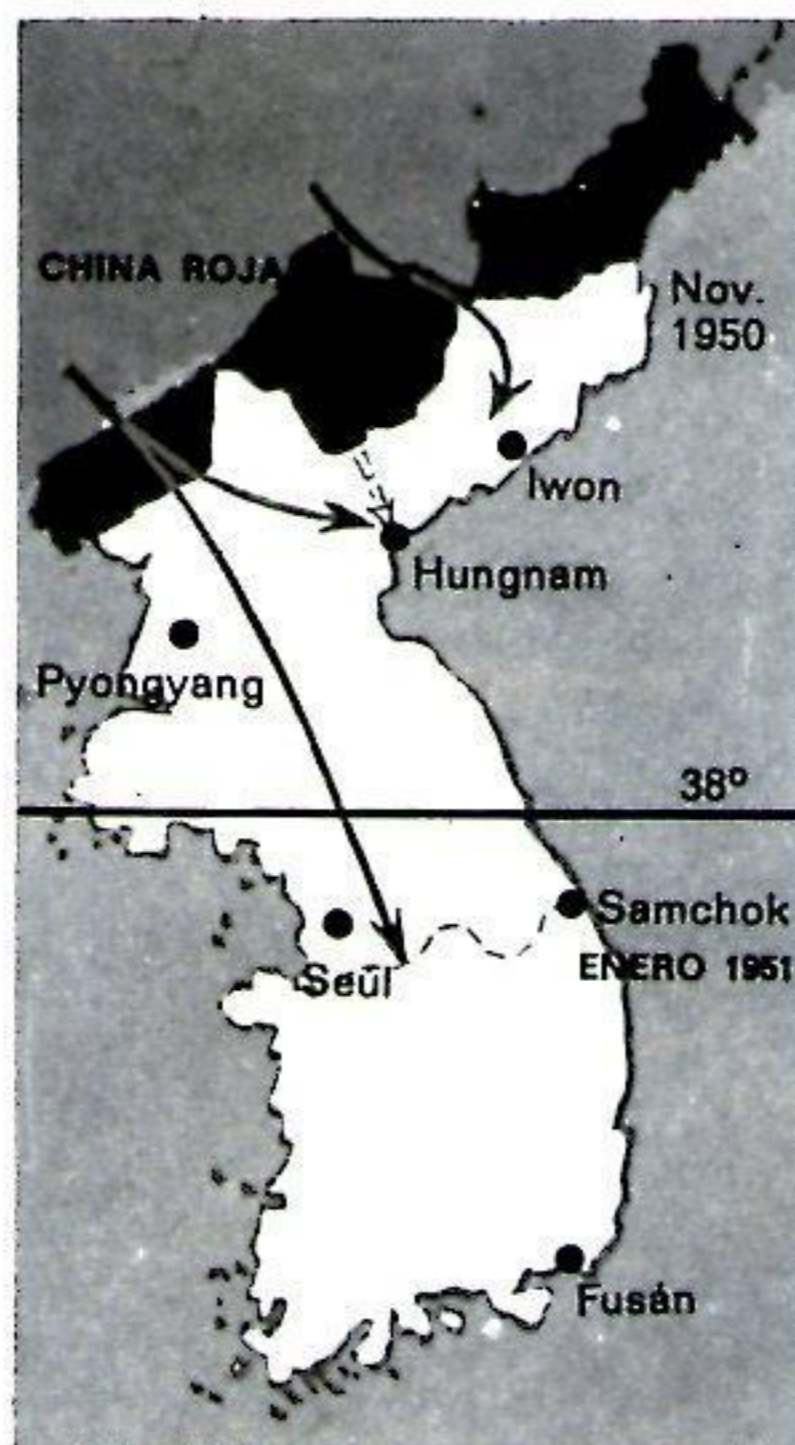 CHINA ROJA
Nov.
1950
Iwon
Hungnam
Pyongyang
38º
Samchok
ENERO 1951
Seúl
Fusán